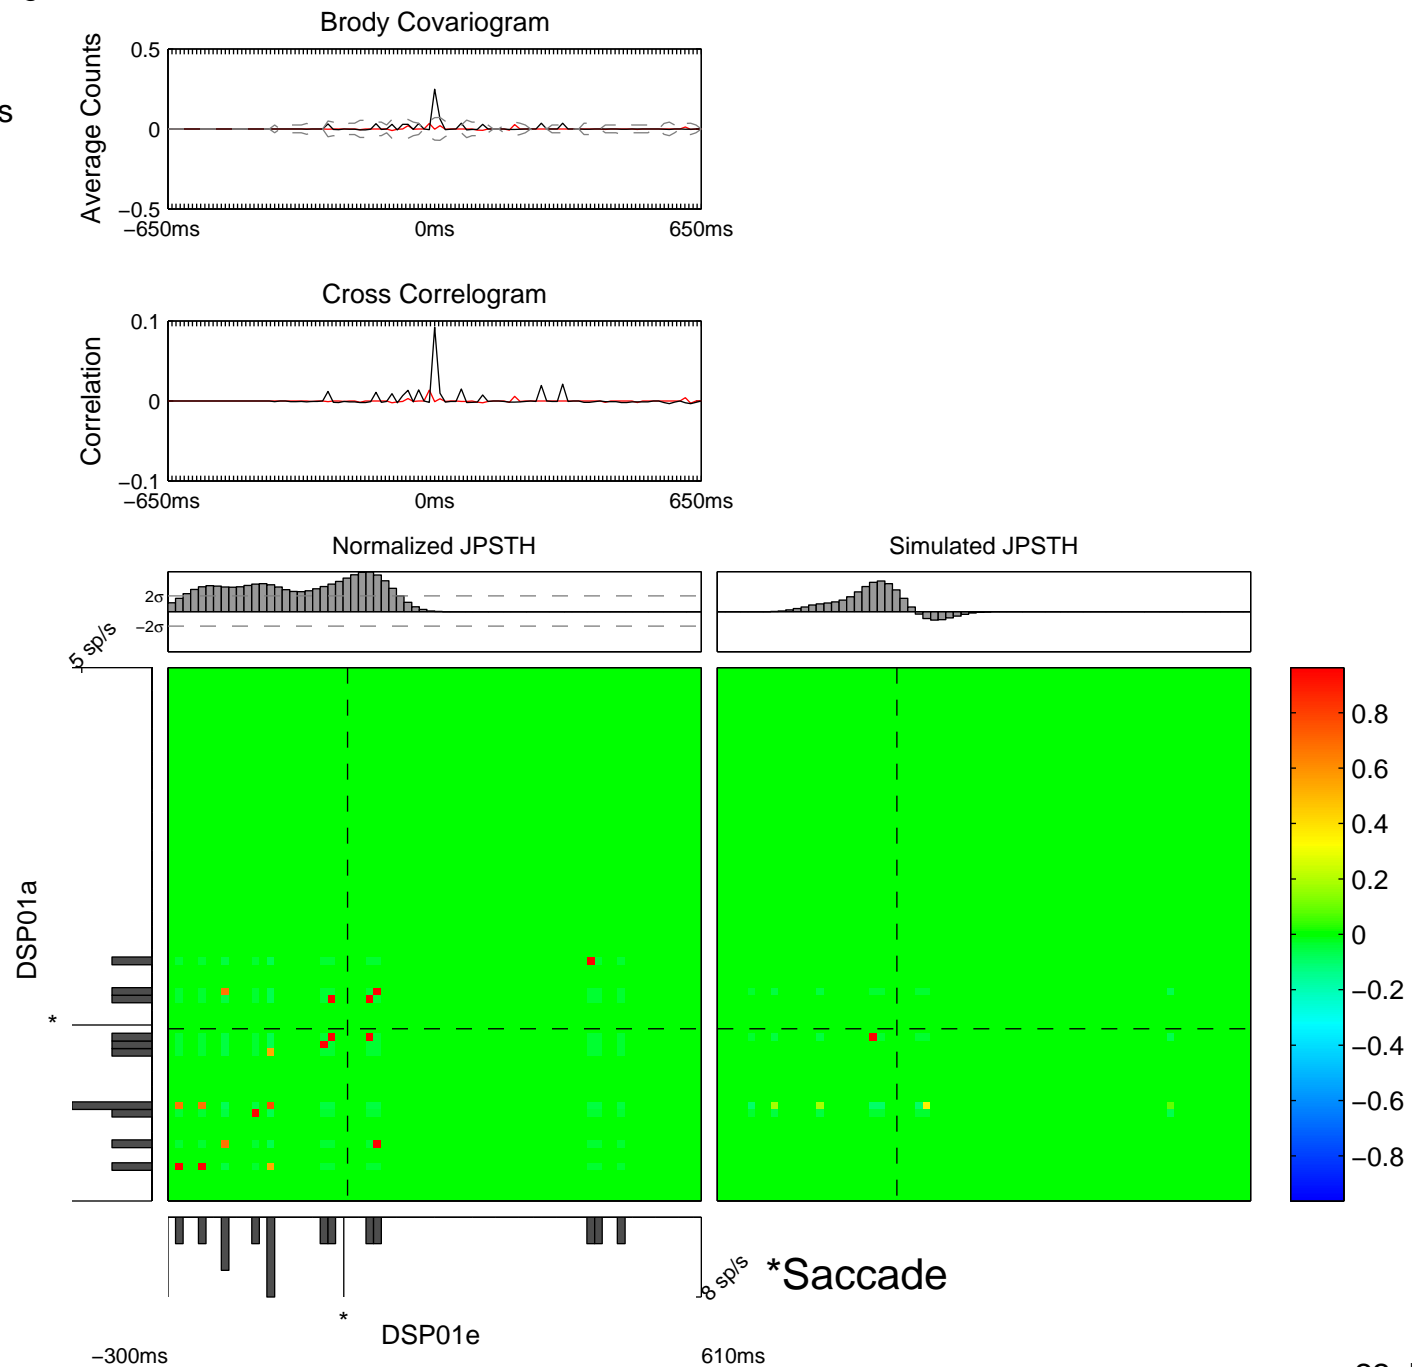 Brody Covariogram
Average Counts
0.5
0
−0.5
−650ms 0ms 650ms
s
Cross Correlogram
Correlation
0.1
0
−0.1
−650ms 0ms 650ms
Normalized JPSTH
Simulated JPSTH
2σ
−2σ
5 sp/s
DSP01a
*
0.8
0.6
0.4
0.2
0
−0.2
−0.4
−0.6
−0.8
8 sp/s
*Saccade
*
DSP01e
−300ms 610ms